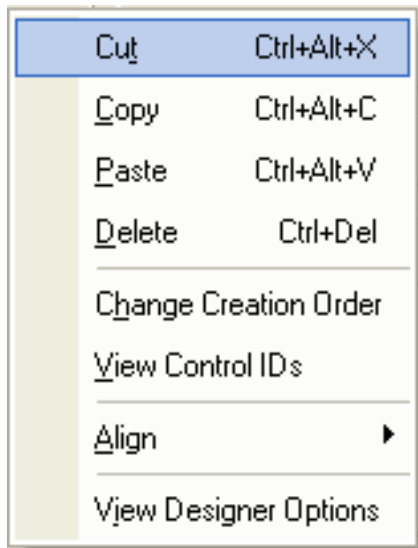 Cut Ctrl+Alt+X
Copy Ctrl+Alt+C
Paste Ctrl+Alt+V
Delete Ctrl+Del
Change Creation Order
View Control IDs
Align
View Designer Options